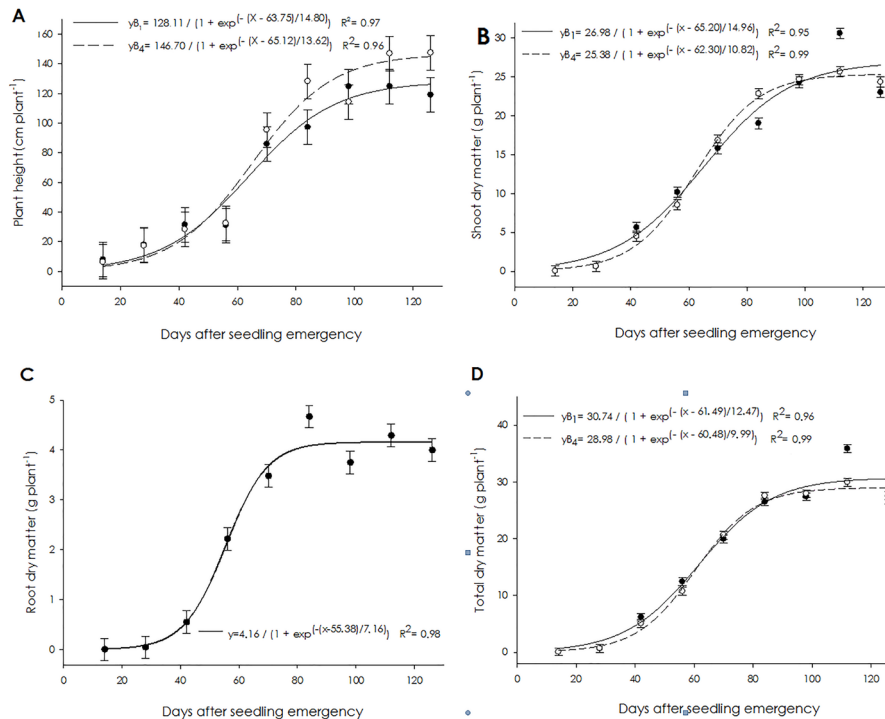 A
yB1= 128.11 / (1 + exp(- (X - 63.75)/14.80) R2= 0.97
yB4= 146.70 / (1 + exp(- (X - 65.12)/13.62) R2= 0.96
Plant height(cm plant-1)
160
140
120
100
80
60
40
20
0
0 20 40 60 80 100 120
Days after seedling emergency
B
yB1= 26.98 / (1 + exp(- (x - 65.20)/14.96) R2= 0.95
yB4= 25.38 / (1 + exp(- (x - 62.30)/10.82) R2= 0.99
Shoot dry matter (g plant-1)
30
25
20
15
10
5
0
0 20 40 60 80 100 120
Days after seedling emergency
C
Root dry matter (g plant-1)
5
4
3
2
1
0
y=4.16 / (1 + exp(-(x-55.38)/7.16) R2= 0.98
0 20 40 60 80 100 120
Days after seedling emergency
D
yB1= 30.74 / ( 1 + exp(- (x - 61.49)/12.47) R2= 0.96
yB4= 28.98 / ( 1 + exp(- (x - 60.48)/9.99) R2= 0.99
Total dry matter (g plant-1)
40
30
20
10
0
0 20 40 60 80 100 120
Days after seedling emergency